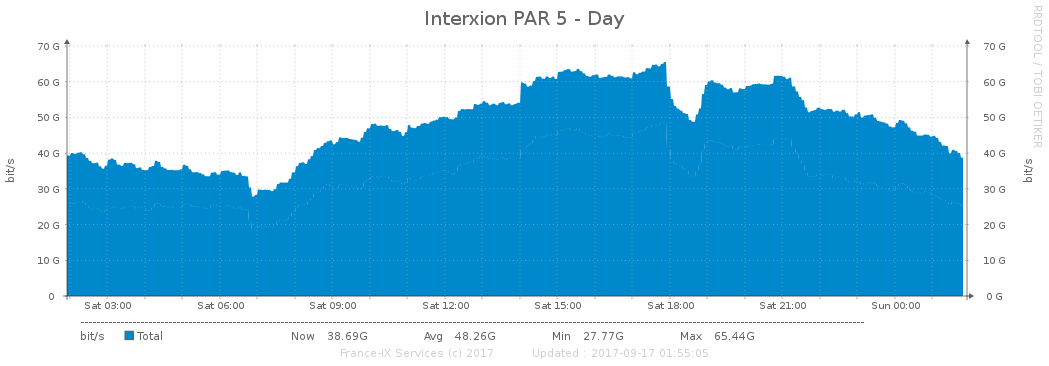 Interxion PAR 5 - Day
RRDTOOL / TOBI OETIKER
70 G 70 G
60 G 60 G
50 G 50 G
40 G 40 G
30 G 30 G
20 G 20 G
10 G 10 G
0 0 G
bit/s
bit/s
Sat 03:00 Sat 06:00 Sat 09:00 Sat 12:00 Sat 15:00 Sat 18:00 Sat 21:00 Sun 00:00
bit/s Total Now 38.69G Avg 48.26G Min 27.77G Max 65.44G
France-IX Services (c) 2017 Updated : 2017-09-17 01:55:05